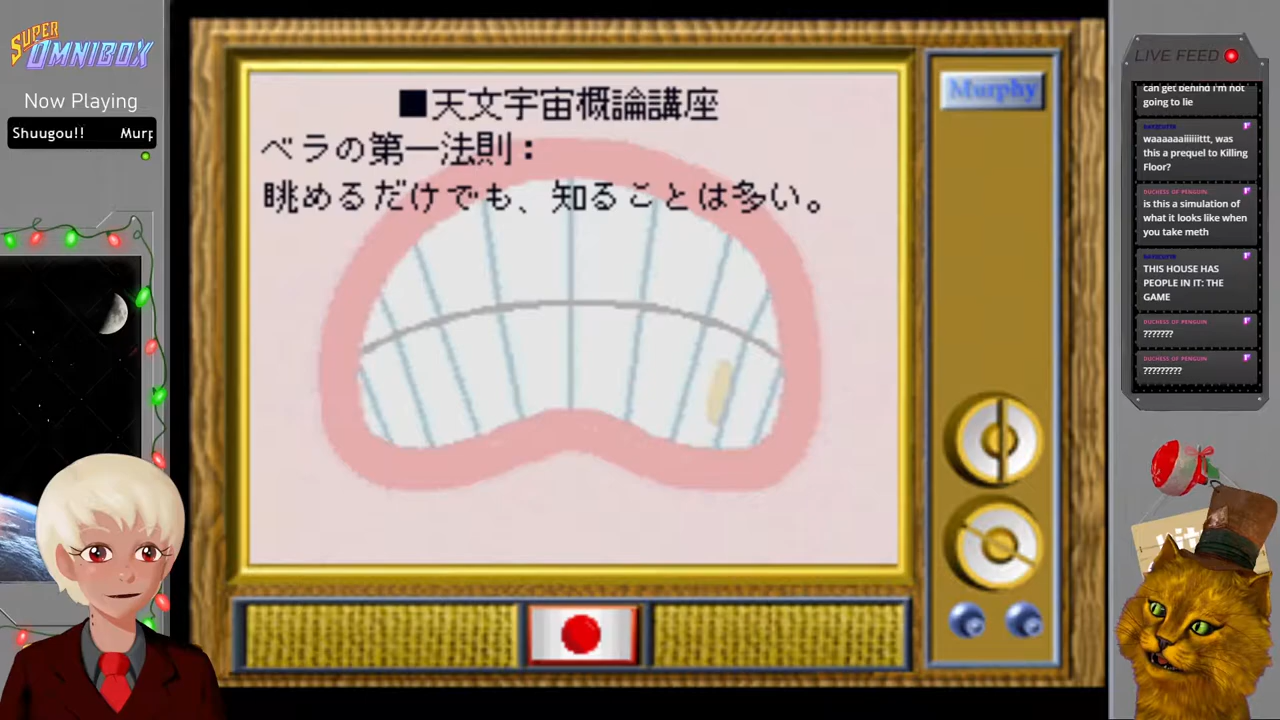 SUPER
OMNIBOX
Now Playing
Shuugou!! Murp
■天文宇宙概論講座
ベラの第一法則：
眺めるだけでも、知ることは多い。
Murphy
LIVE FEED
can get behind i'm not
going to lie
waaaaaaiiiiiittt, was
this a prequel to Killing
Floor?
DUCHESS OF PENGUIN
is this a simulation of
what it looks like when
you take meth
THIS HOUSE HAS
PEOPLE IN IT: THE
GAME
DUCHESS OF PENGUIN
???????
DUCHESS OF PENGUIN
?????????